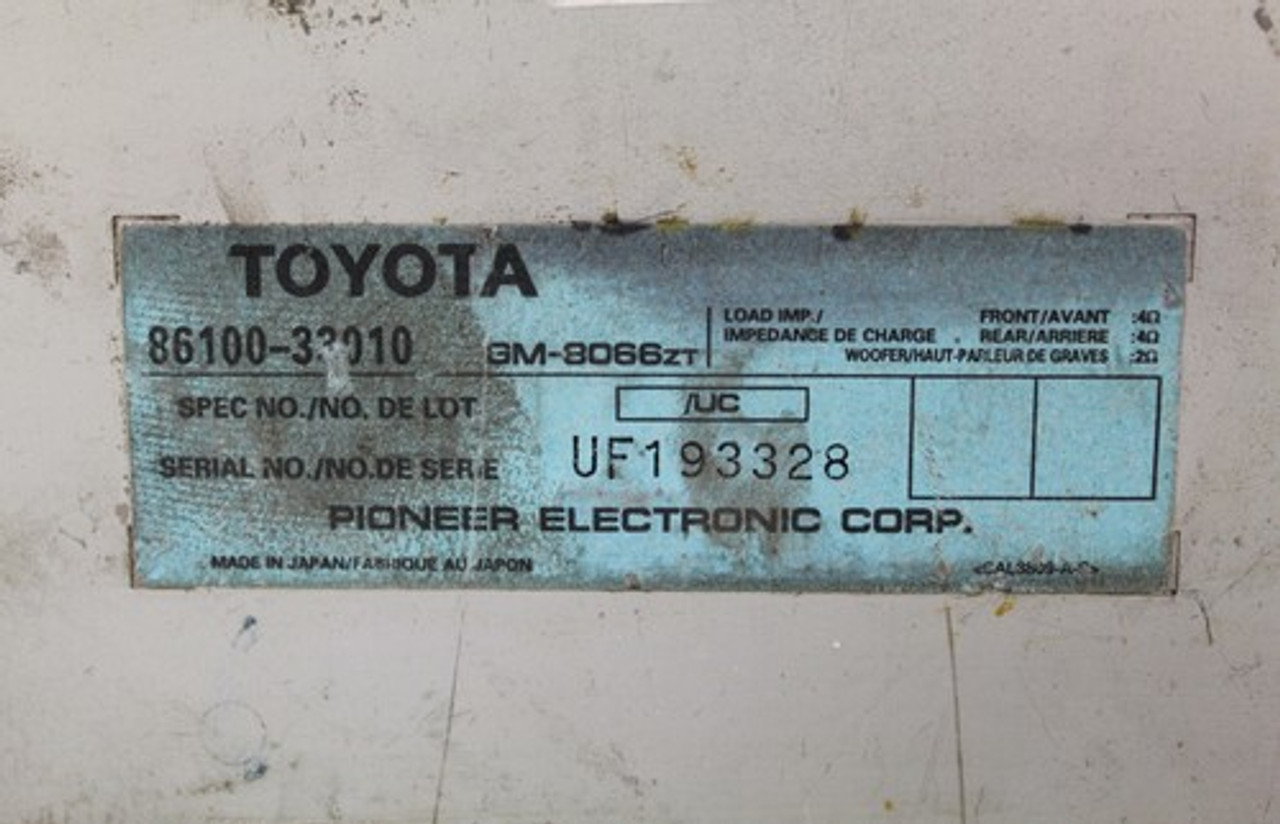 TOYOTA
86100-33010 GM-8066ZT
LOAD IMP./ FRONT/AVANT :4Ω
IMPEDANCE DE CHARGE . REAR/ARRIERE :4Ω
WOOFER/HAUT-PARLEUR DE GRAVES :2Ω
SPEC NO./NO. DE LOT /UC
SERIAL NO./NO.DE SERIE UF193328
PIONEER ELECTRONIC CORP.
MADE IN JAPAN/FABRIQUE AU JAPON